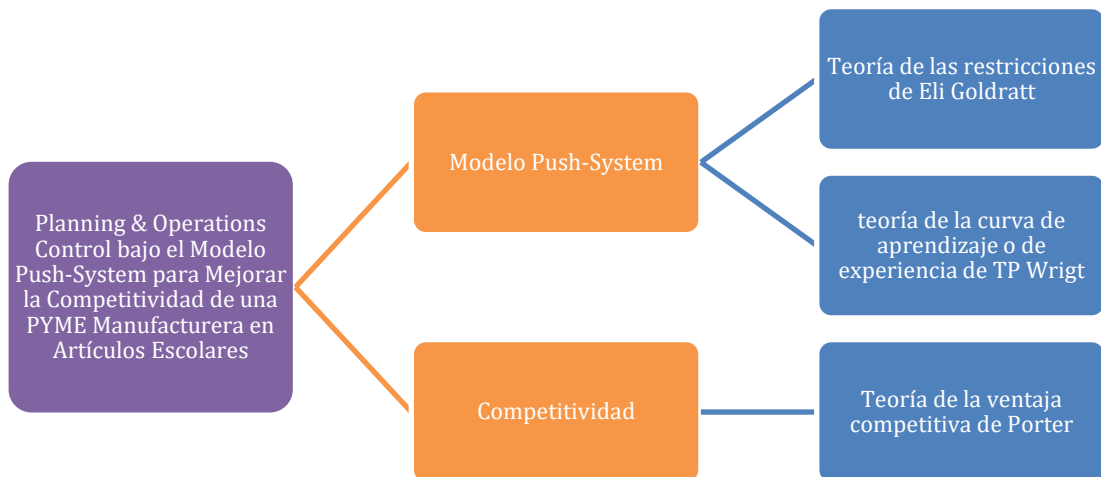 Planning & Operations
Control bajo el Modelo
Push-System para Mejorar
la Competitividad de una
PYME Manufacturera en
Artículos Escolares
Modelo Push-System
Competitividad
Teoría de las restricciones
de Eli Goldratt
teoría de la curva de
aprendizaje o de
experiencia de TP Wrigt
Teoría de la ventaja
competitiva de Porter